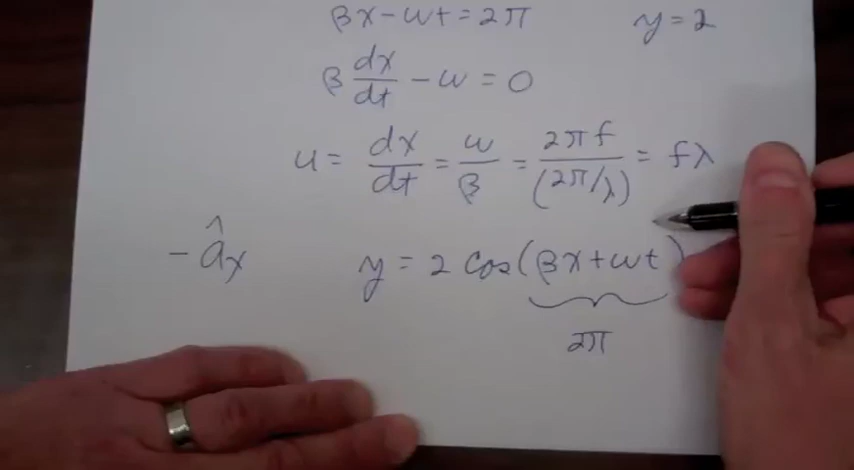 βx - ωt = 2π y = 2
β dx/dt - ω = 0
u = dx/dt = ω/β = 2πf/(2π/λ) = fλ
- âx y = 2 cos(βx + ωt)
2π